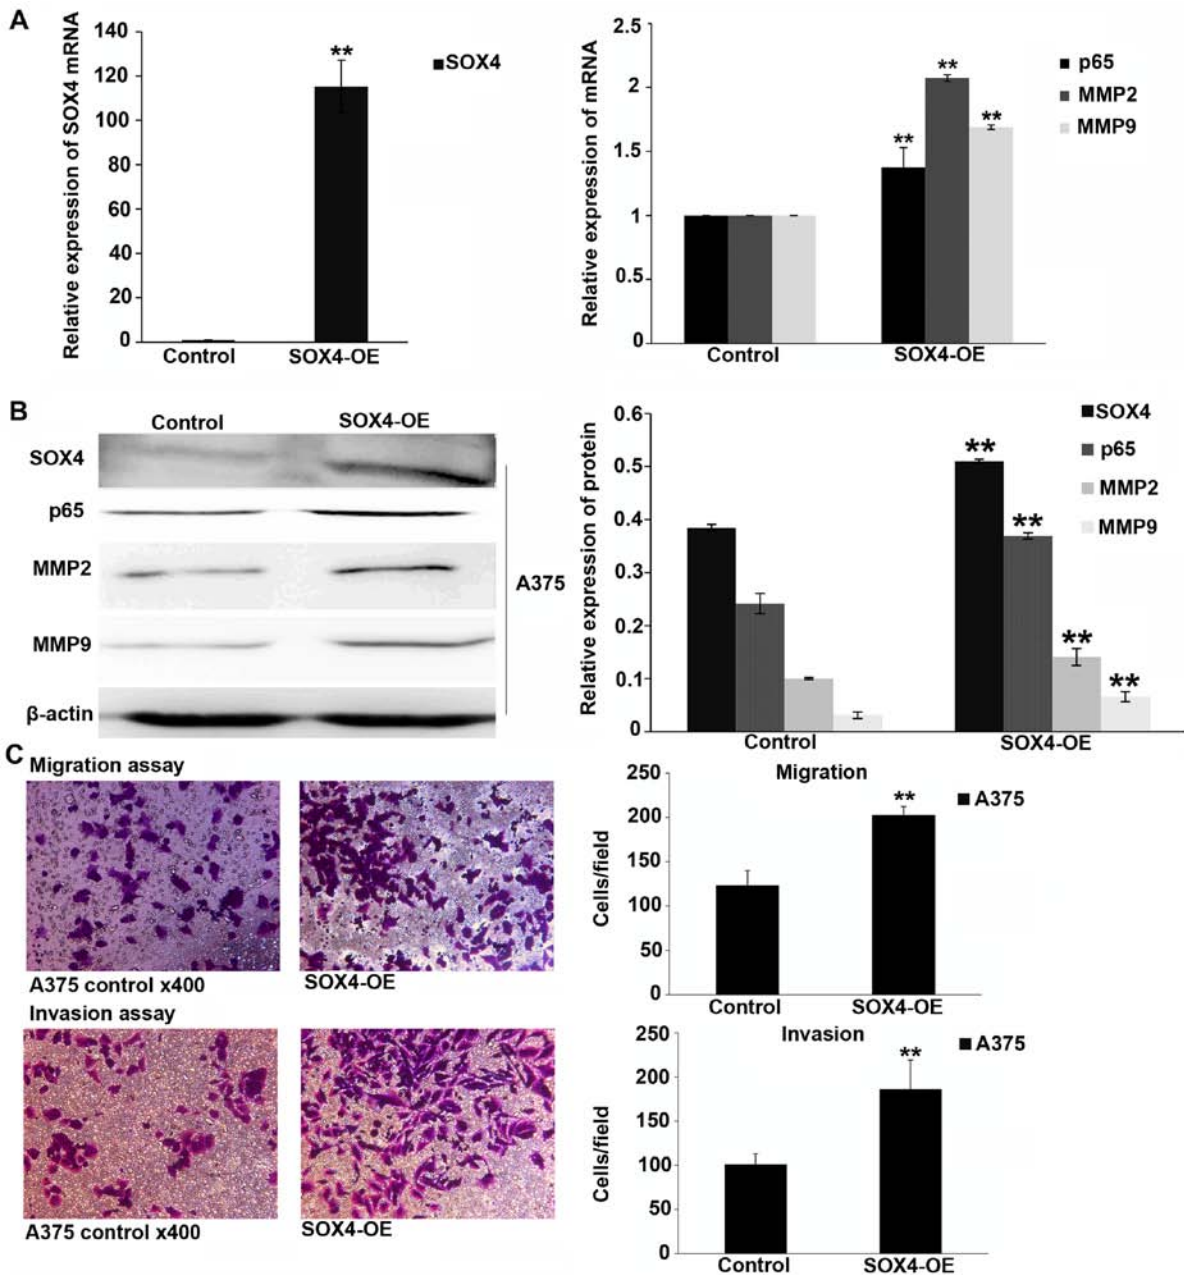 A
Relative expression of SOX4 mRNA
140
120
100
80
60
40
20
0
**
SOX4
Control
SOX4-OE
Relative expression of mRNA
2.5
2
1.5
1
0.5
0
**
**
**
p65
MMP2
MMP9
Control
SOX4-OE
B
Control
SOX4-OE
SOX4
p65
MMP2
MMP9
β-actin
A375
Relative expression of protein
0.6
0.5
0.4
0.3
0.2
0.1
0
**
**
**
**
SOX4
p65
MMP2
MMP9
Control
SOX4-OE
C
Migration assay
A375 control x400
SOX4-OE
Migration
Cells/field
250
200
150
100
50
0
**
A375
Control
SOX4-OE
Invasion assay
A375 control x400
SOX4-OE
Invasion
Cells/field
250
200
150
100
50
0
**
A375
Control
SOX4-OE